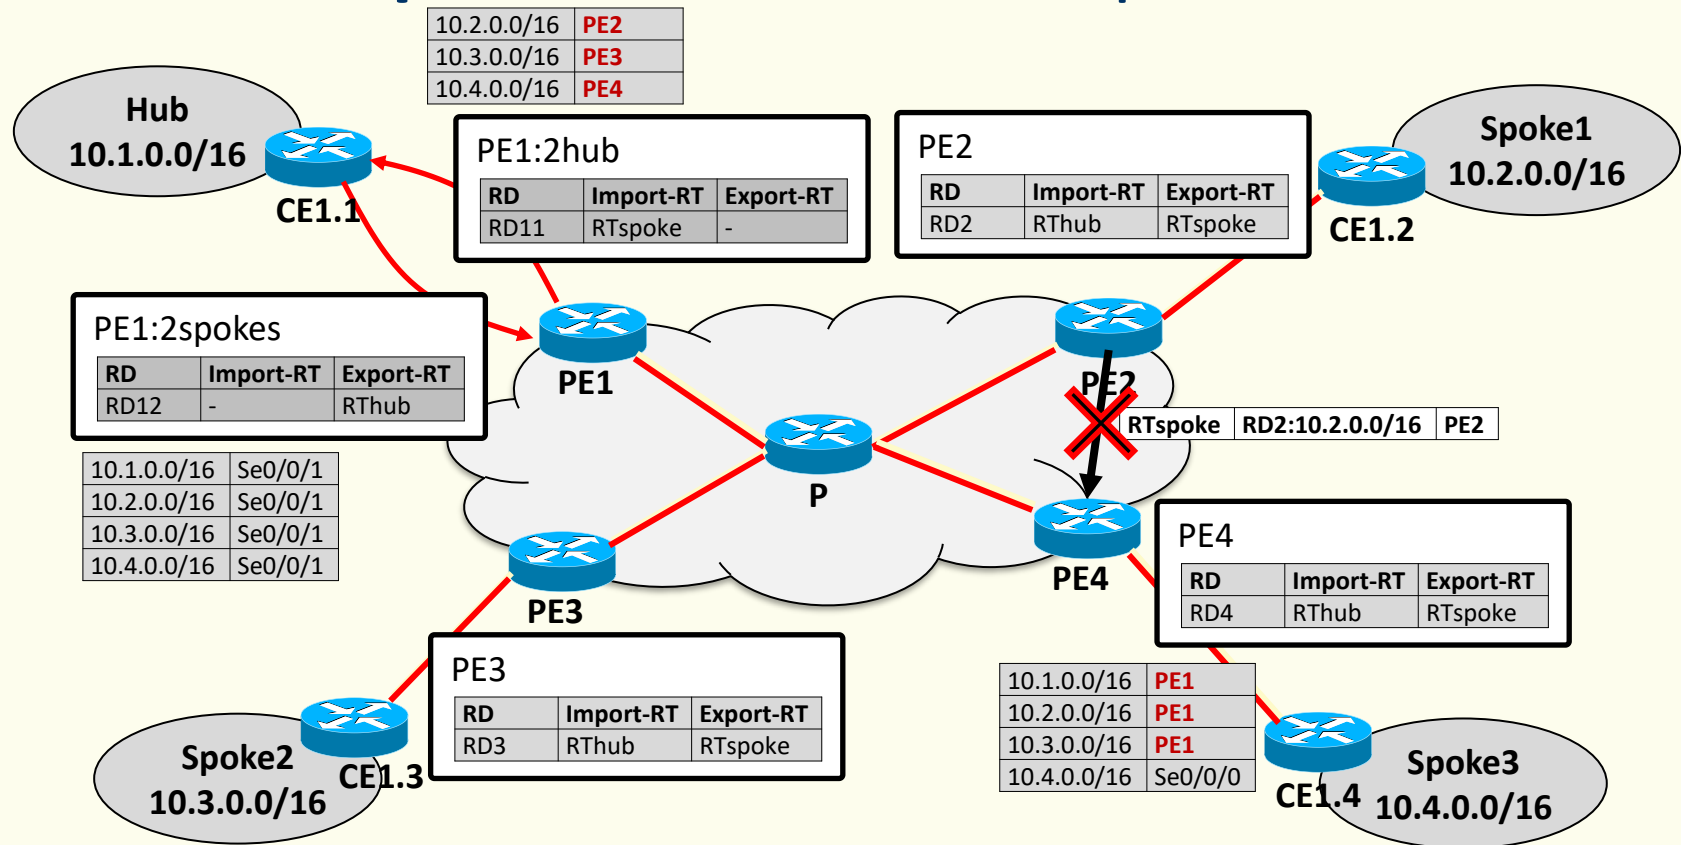 10.2.0.0/16 PE2
10.3.0.0/16 PE3
10.4.0.0/16 PE4
Hub
10.1.0.0/16
CE1.1
PE1:2hub
RD Import-RT Export-RT
RD11 RTspoke -
PE2
RD Import-RT Export-RT
RD2 RThub RTspoke
Spoke1
10.2.0.0/16
CE1.2
PE1:2spokes
RD Import-RT Export-RT
RD12 - RThub
PE1
PE2
RTspoke RD2:10.2.0.0/16 PE2
10.1.0.0/16 Se0/0/1
10.2.0.0/16 Se0/0/1
10.3.0.0/16 Se0/0/1
10.4.0.0/16 Se0/0/1
P
PE3
PE4
PE4
RD Import-RT Export-RT
RD4 RThub RTspoke
PE3
RD Import-RT Export-RT
RD3 RThub RTspoke
10.1.0.0/16 PE1
10.2.0.0/16 PE1
10.3.0.0/16 PE1
10.4.0.0/16 Se0/0/0
Spoke2
10.3.0.0/16
CE1.3
CE1.4
Spoke3
10.4.0.0/16